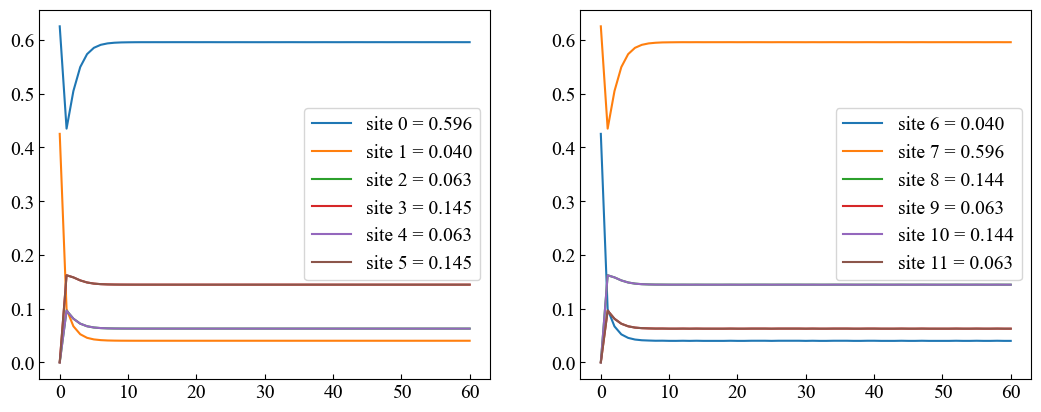 0.6
0.5
0.4
0.3
0.2
0.1
0.0
0 10 20 30 40 50 60
site 0 = 0.596
site 1 = 0.040
site 2 = 0.063
site 3 = 0.145
site 4 = 0.063
site 5 = 0.145
0.6
0.5
0.4
0.3
0.2
0.1
0.0
0 10 20 30 40 50 60
site 6 = 0.040
site 7 = 0.596
site 8 = 0.144
site 9 = 0.063
site 10 = 0.144
site 11 = 0.063